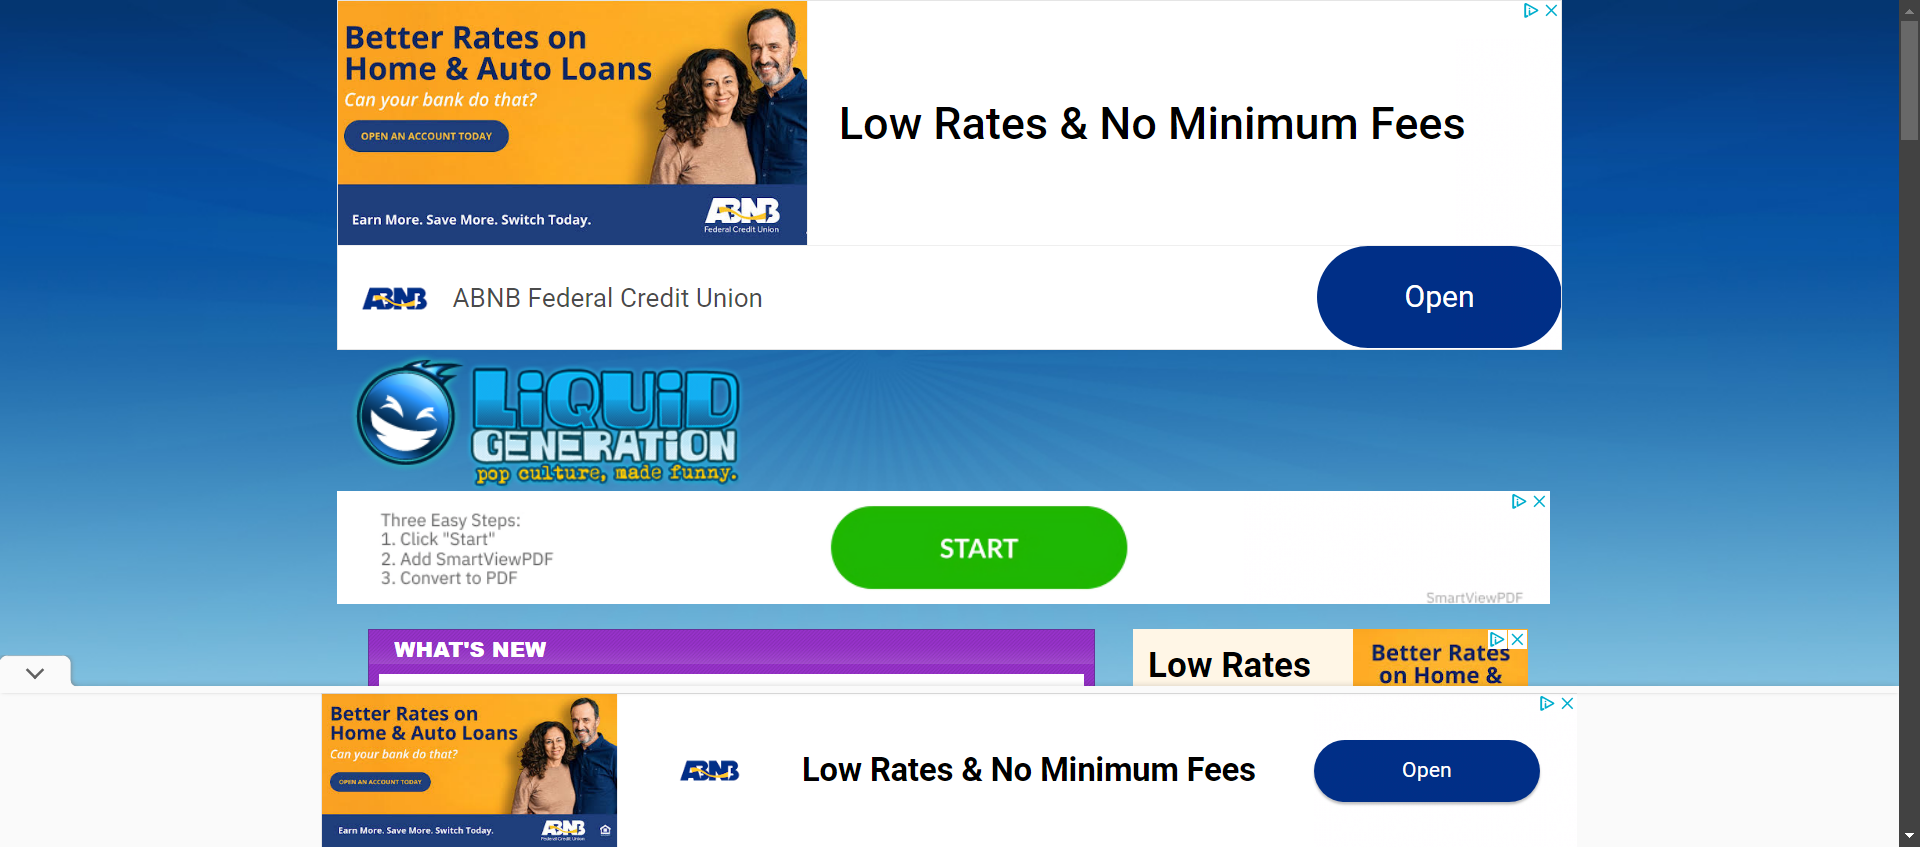 Better Rates on
Home & Auto Loans
Can your bank do that?
OPEN AN ACCOUNT TODAY
Earn More. Save More. Switch Today.
ABNB
Federal Credit Union
Low Rates & No Minimum Fees
ABNB
ABNB Federal Credit Union
Open
LiQUiD
GENERATiON
pop culture, made funny.
Three Easy Steps:
1. Click "Start"
2. Add SmartViewPDF
3. Convert to PDF
START
SmartViewPDF
WHAT'S NEW
Low Rates
Better Rates
on Home &
Better Rates on
Home & Auto Loans
Can your bank do that?
OPEN AN ACCOUNT TODAY
Earn More. Save More. Switch Today.
ABNB
Federal Credit Union
ABNB
Low Rates & No Minimum Fees
Open